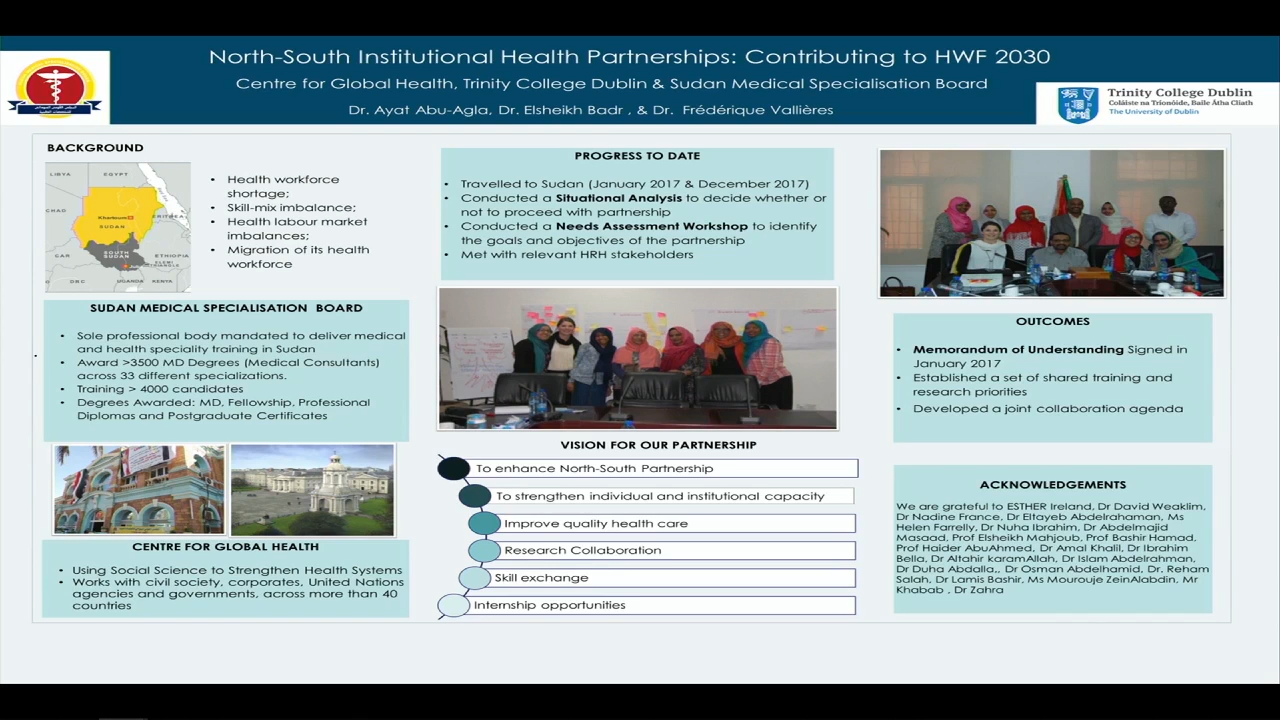 North-South Institutional Health Partnerships: Contributing to HWF 2030
Centre for Global Health, Trinity College Dublin & Sudan Medical Specialisation Board
Dr. Ayat Abu-Agla, Dr. Elsheikh Badr , & Dr. Frédérique Vallières
Trinity College Dublin
Coláiste na Tríonóide, Baile Átha Cliath
The University of Dublin
BACKGROUND
LIBYA
EGYPT
CHAD
Khartoum
ERITREA
SUDAN
SOUTH
SUDAN
CAR
ETHIOPIA
DRC
UGANDA
KENYA
• Health workforce
shortage;
• Skill-mix imbalance;
• Health labour market
imbalances;
• Migration of its health
workforce
SUDAN MEDICAL SPECIALISATION BOARD
• Sole professional body mandated to deliver medical
and health speciality training in Sudan
• Award >3500 MD Degrees (Medical Consultants)
across 33 different specializations.
• Training > 4000 candidates
• Degrees Awarded: MD, Fellowship, Professional
Diplomas and Postgraduate Certificates
CENTRE FOR GLOBAL HEALTH
• Using Social Science to Strengthen Health Systems
• Works with civil society, corporates, United Nations
agencies and governments, across more than 40
countries
PROGRESS TO DATE
• Travelled to Sudan (January 2017 & December 2017)
• Conducted a Situational Analysis to decide whether or
not to proceed with partnership
• Conducted a Needs Assessment Workshop to identify
the goals and objectives of the partnership
• Met with relevant HRH stakeholders
VISION FOR OUR PARTNERSHIP
To enhance North-South Partnership
To strengthen individual and institutional capacity
Improve quality health care
Research Collaboration
Skill exchange
Internship opportunities
OUTCOMES
• Memorandum of Understanding Signed in
January 2017
• Established a set of shared training and
research priorities
• Developed a joint collaboration agenda
ACKNOWLEDGEMENTS
We are grateful to ESTHER Ireland, Dr David Weaklim,
Dr Nadine France, Dr Eltayeb Abdelrahaman, Ms
Helen Farrelly, Dr Nuha Ibrahim, Dr Abdelmajid
Masaad, Prof Elsheikh Mahjoub, Prof Bashir Hamad,
Prof Haider AbuAhmed, Dr Amal Khalil, Dr Ibrahim
Bella, Dr Altahir karamAllah, Dr Islam Abdelrahman,
Dr Duha Abdalla,, Dr Osman Abdelhamid, Dr. Reham
Salah, Dr Lamis Bashir, Ms Mourouje ZeinAlabdin, Mr
Khabab , Dr Zahra